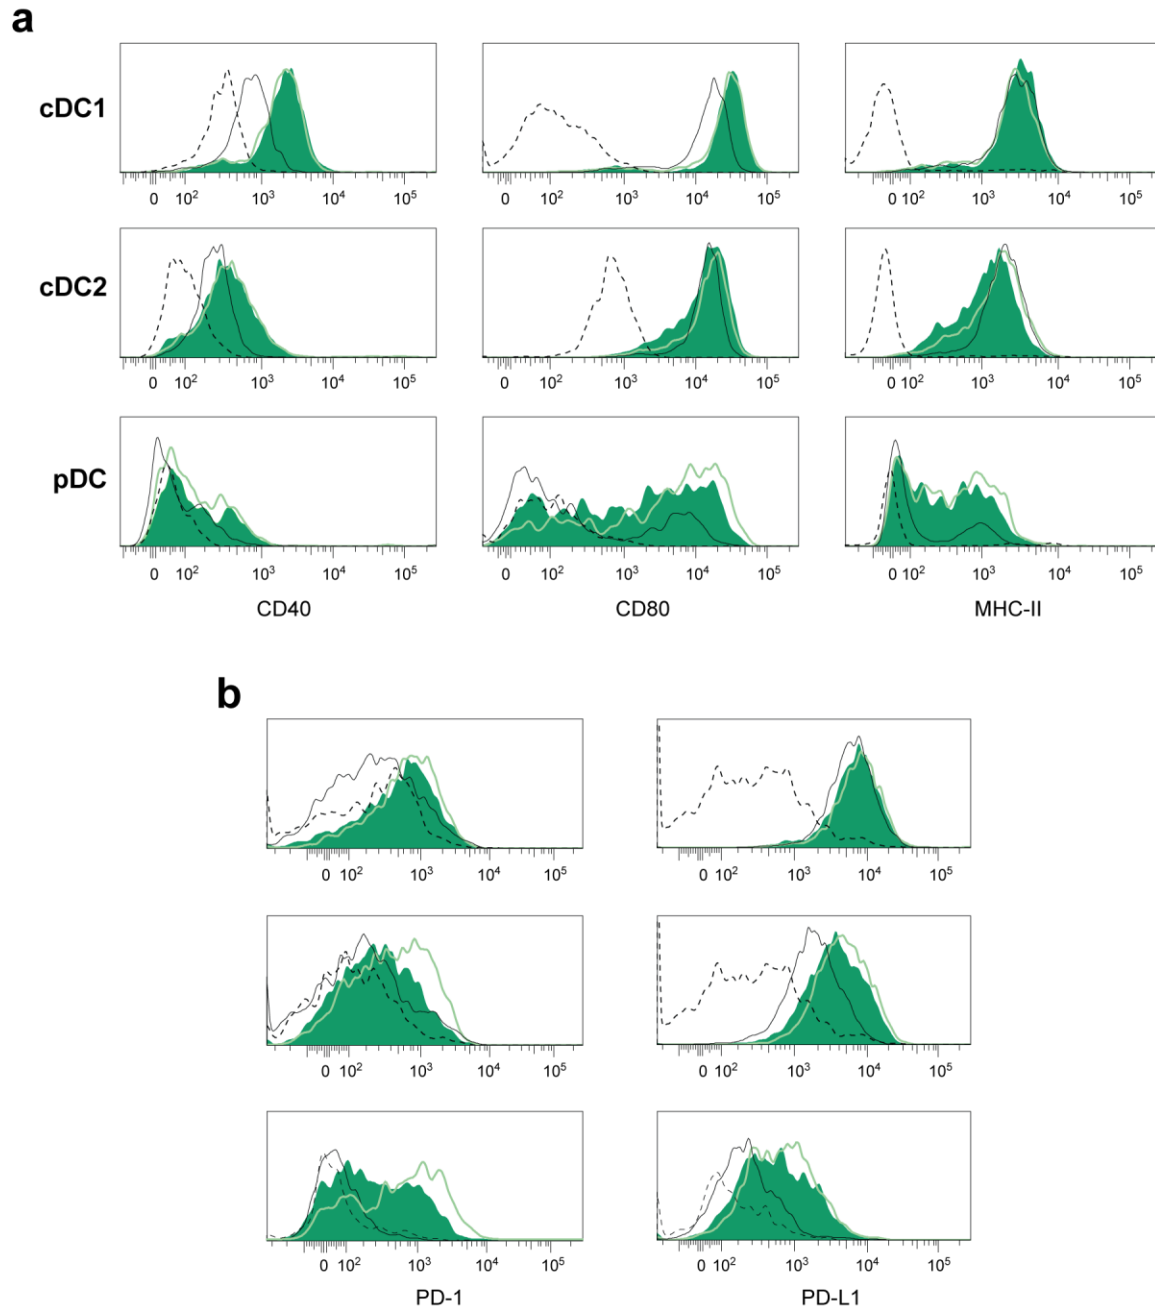 a
cDC1
0 10² 10³ 10⁴ 10⁵ 0 10² 10³ 10⁴ 10⁵ 0 10² 10³ 10⁴ 10⁵
cDC2
0 10² 10³ 10⁴ 10⁵ 0 10² 10³ 10⁴ 10⁵ 0 10² 10³ 10⁴ 10⁵
pDC
0 10² 10³ 10⁴ 10⁵ 0 10² 10³ 10⁴ 10⁵ 0 10² 10³ 10⁴ 10⁵
CD40 CD80 MHC-II
b
0 10² 10³ 10⁴ 10⁵ 0 10² 10³ 10⁴ 10⁵
0 10² 10³ 10⁴ 10⁵ 0 10² 10³ 10⁴ 10⁵
0 10² 10³ 10⁴ 10⁵ 0 10² 10³ 10⁴ 10⁵
PD-1 PD-L1